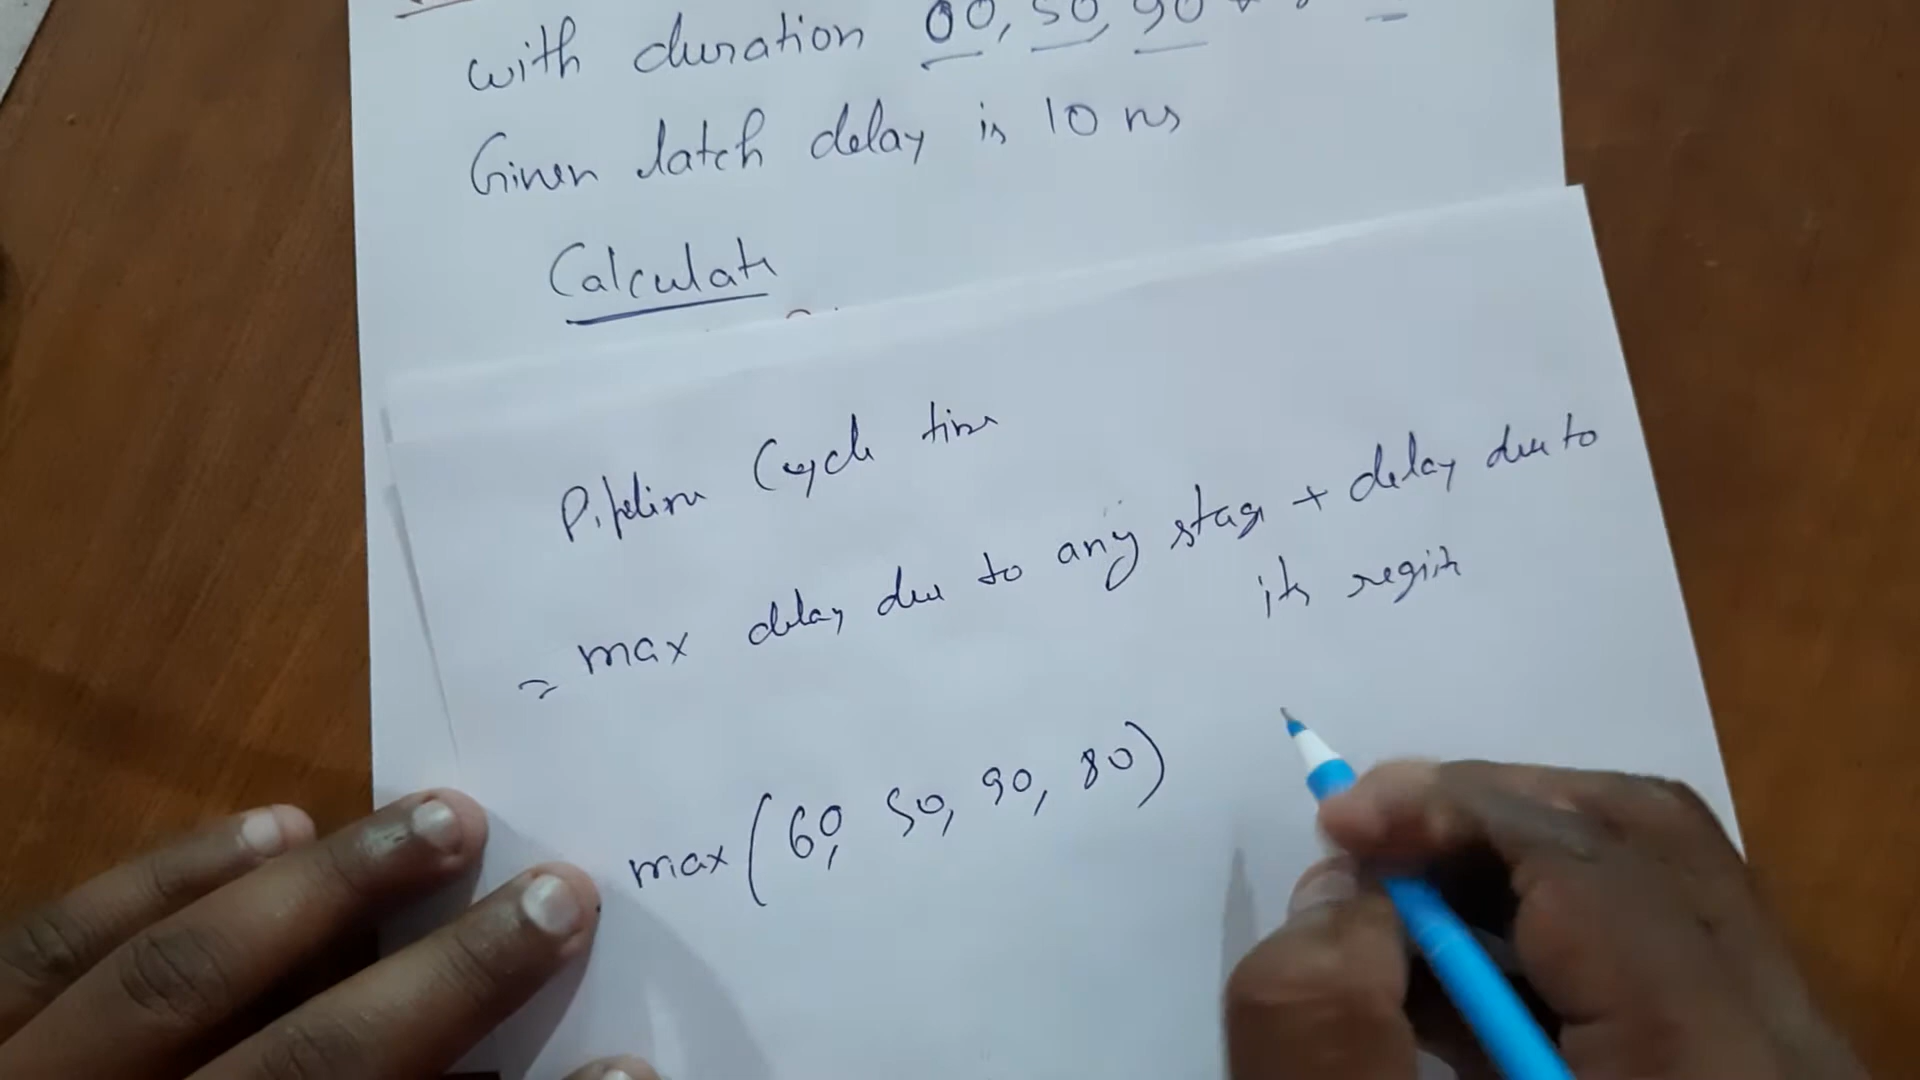 with duration 60, 50, 90
Given latch delay is 10 ns
Calculate
Pipeline Cycle time
= max delay due to any stage + delay due to
its regist
max (60, 50, 90, 80)